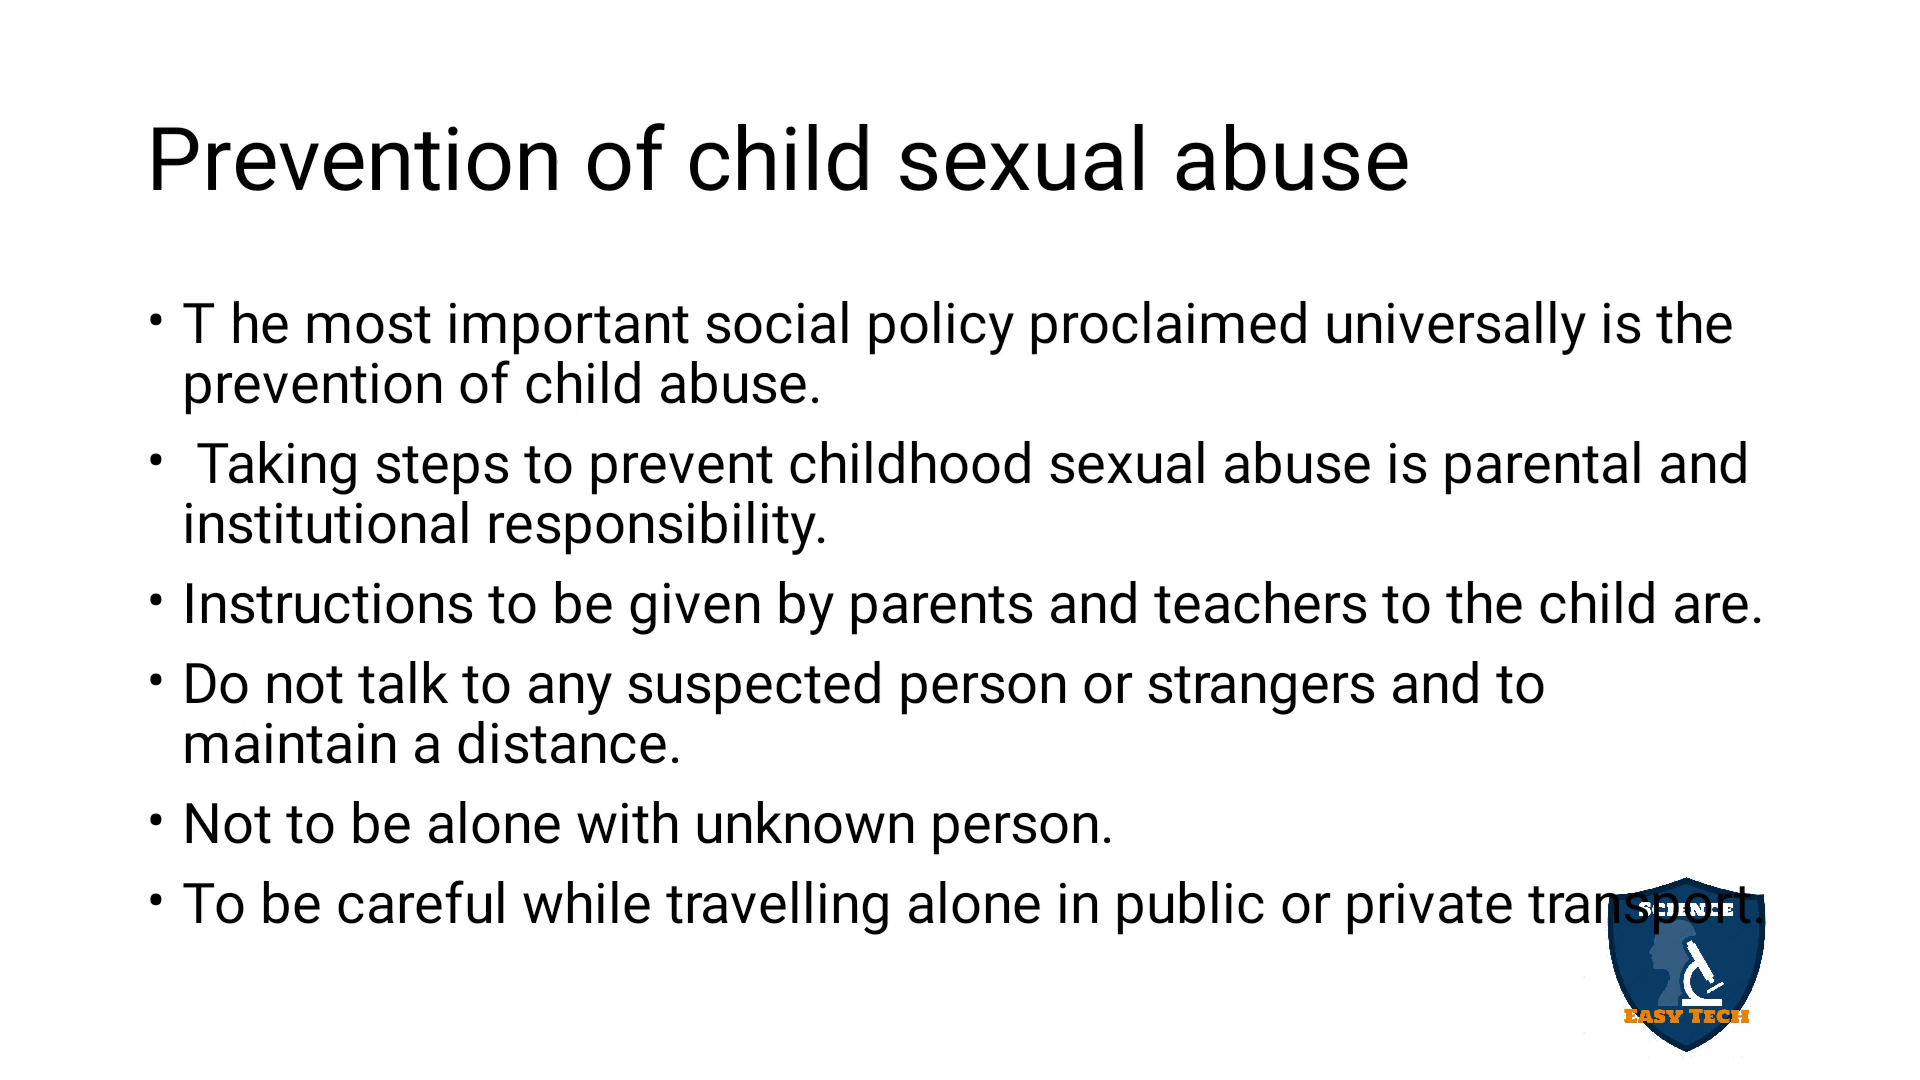 Prevention of child sexual abuse
• T he most important social policy proclaimed universally is the
prevention of child abuse.
• Taking steps to prevent childhood sexual abuse is parental and
institutional responsibility.
• Instructions to be given by parents and teachers to the child are.
• Do not talk to any suspected person or strangers and to
maintain a distance.
• Not to be alone with unknown person.
• To be careful while travelling alone in public or private transport.
SCIENCE
EASY TECH